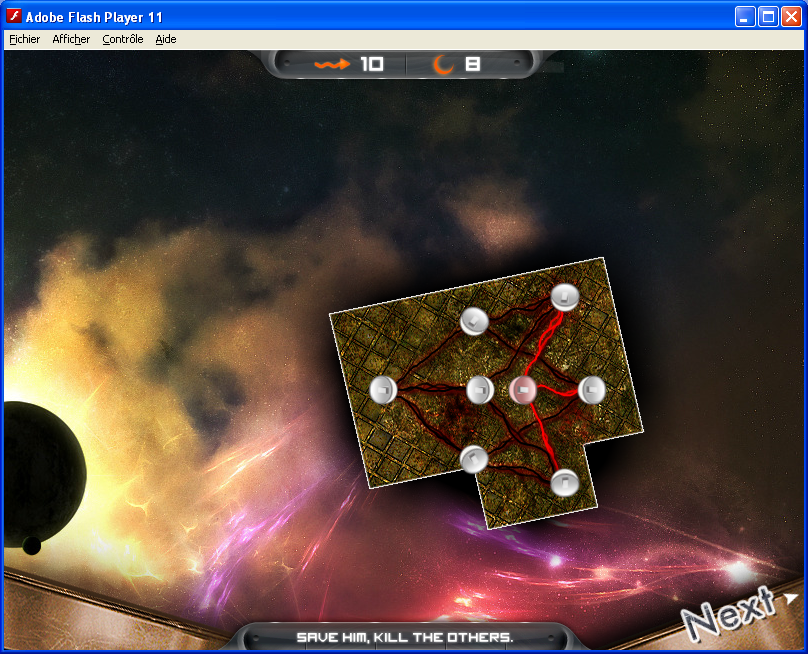 Adobe Flash Player 11
Fichier Afficher Contrôle Aide
10 8
Next
SAVE HIM, KILL THE OTHERS.